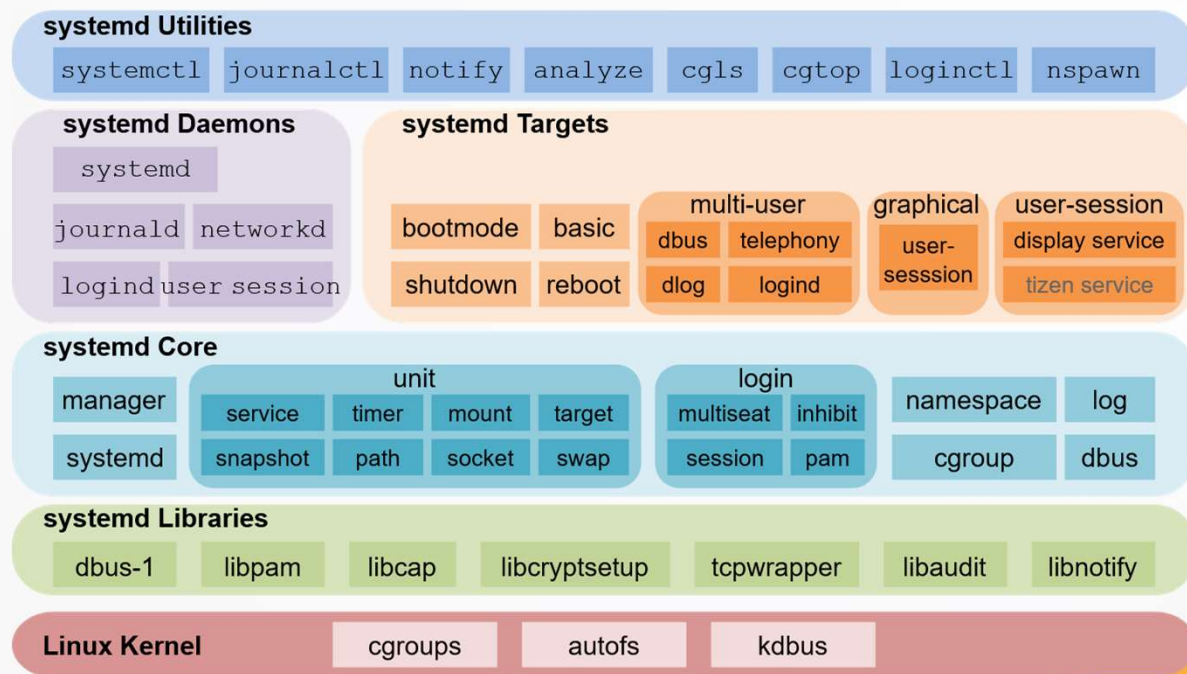 systemd Utilities
systemctl journalctl notify analyze cgls cgtop loginctl nspawn
systemd Daemons
systemd
journald networkd
logind user session
systemd Targets
bootmode basic
shutdown reboot
multi-user
dbus telephony
dlog logind
graphical
user-
sesssion
user-session
display service
tizen service
systemd Core
manager
systemd
unit
service timer mount target
snapshot path socket swap
login
multiseat inhibit
session pam
namespace log
cgroup dbus
systemd Libraries
dbus-1 libpam libcap libcryptsetup tcpwrapper libaudit libnotify
Linux Kernel cgroups autofs kdbus